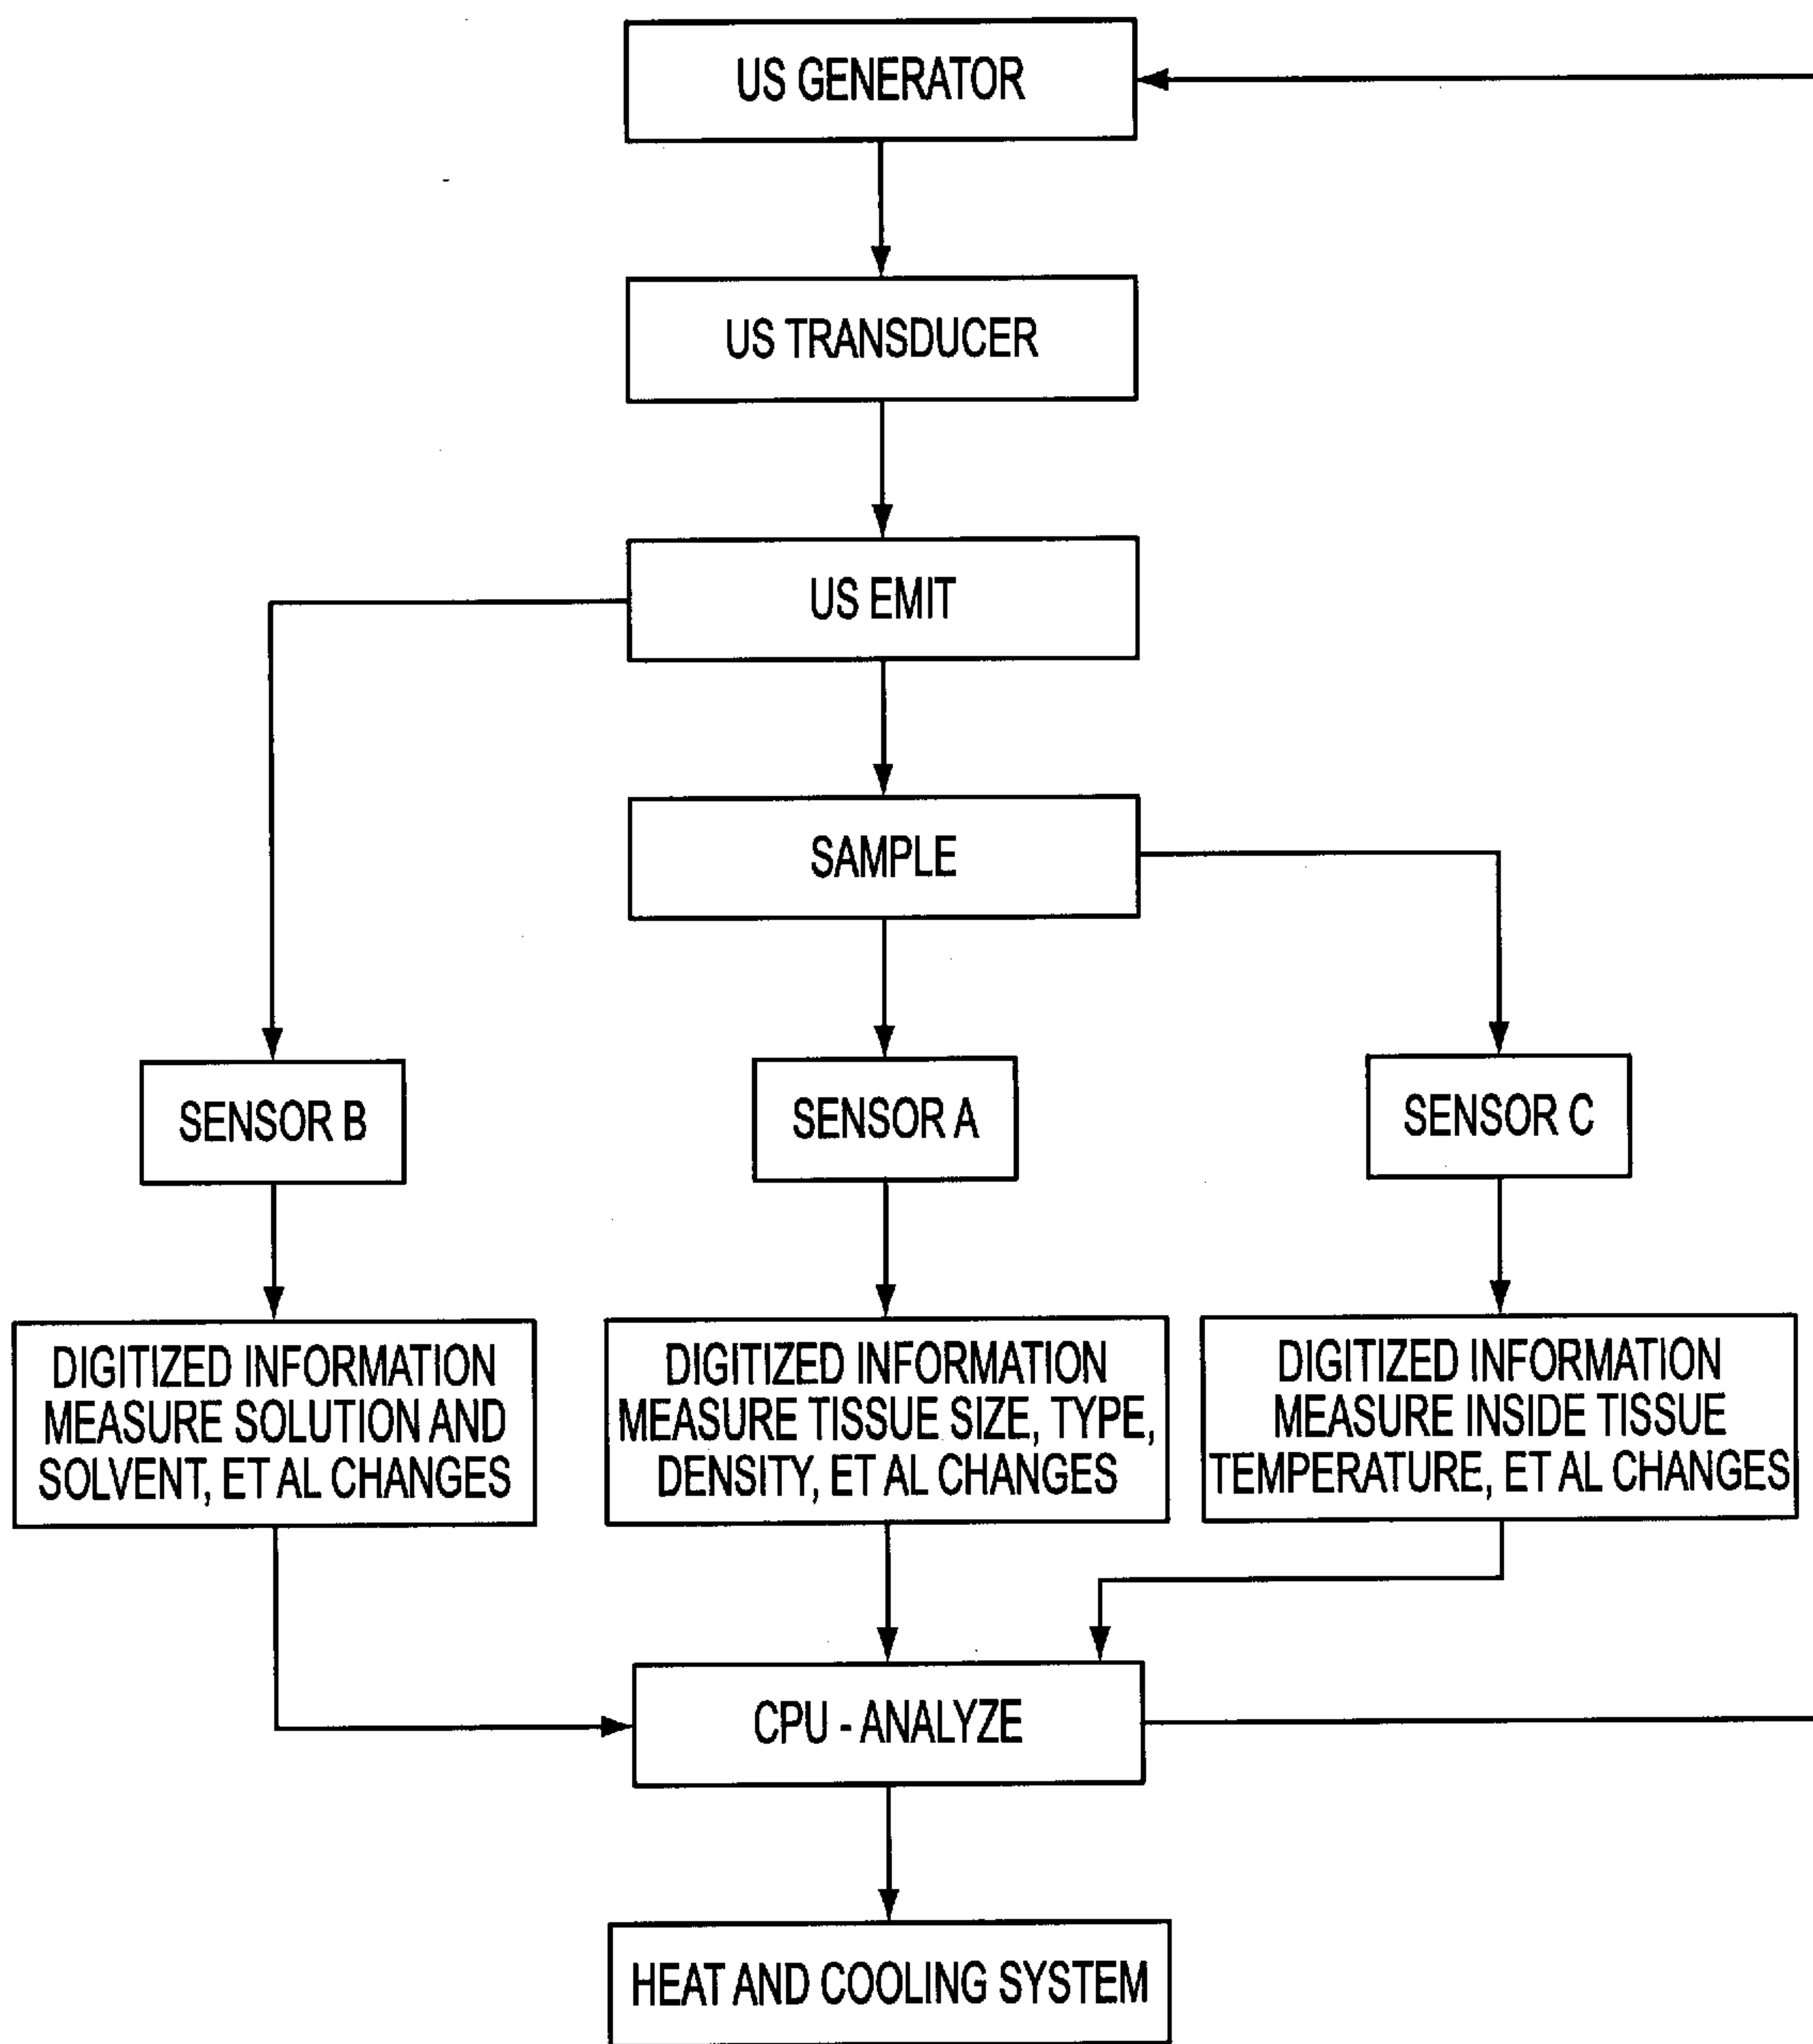 US GENERATOR
US TRANSDUCER
US EMIT
SAMPLE
SENSOR B
SENSOR A
SENSOR C
DIGITIZED INFORMATION
MEASURE SOLUTION AND
SOLVENT, ET AL CHANGES
DIGITIZED INFORMATION
MEASURE TISSUE SIZE, TYPE,
DENSITY, ET AL CHANGES
DIGITIZED INFORMATION
MEASURE INSIDE TISSUE
TEMPERATURE, ET AL CHANGES
CPU - ANALYZE
HEAT AND COOLING SYSTEM